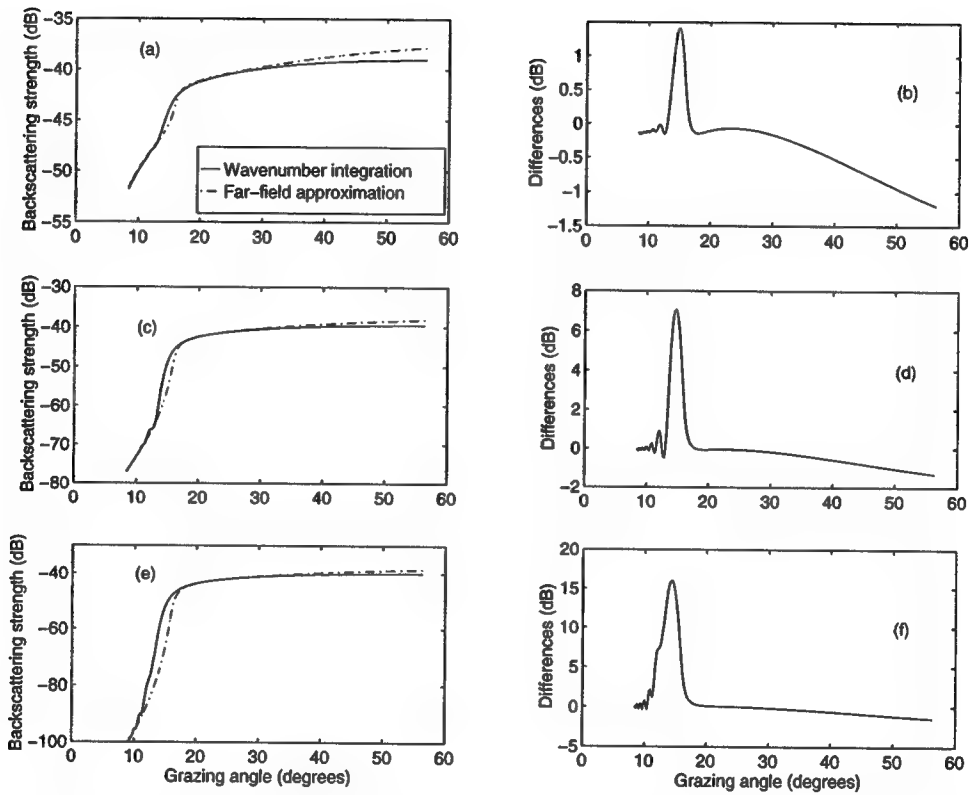 Backscattering strength (dB)
−35
−40
−45
−50
−55
(a)
Wavenumber integration
Far−field approximation
0 10 20 30 40 50 60
Differences (dB)
1
0.5
0
−0.5
−1
−1.5
(b)
0 10 20 30 40 50 60
Backscattering strength (dB)
−30
−40
−50
−60
−70
−80
(c)
0 10 20 30 40 50 60
Differences (dB)
8
6
4
2
0
−2
(d)
0 10 20 30 40 50 60
Backscattering strength (dB)
−40
−60
−80
−100
(e)
0 10 20 30 40 50 60
Grazing angle (degrees)
Differences (dB)
20
15
10
5
0
−5
(f)
0 10 20 30 40 50 60
Grazing angle (degrees)